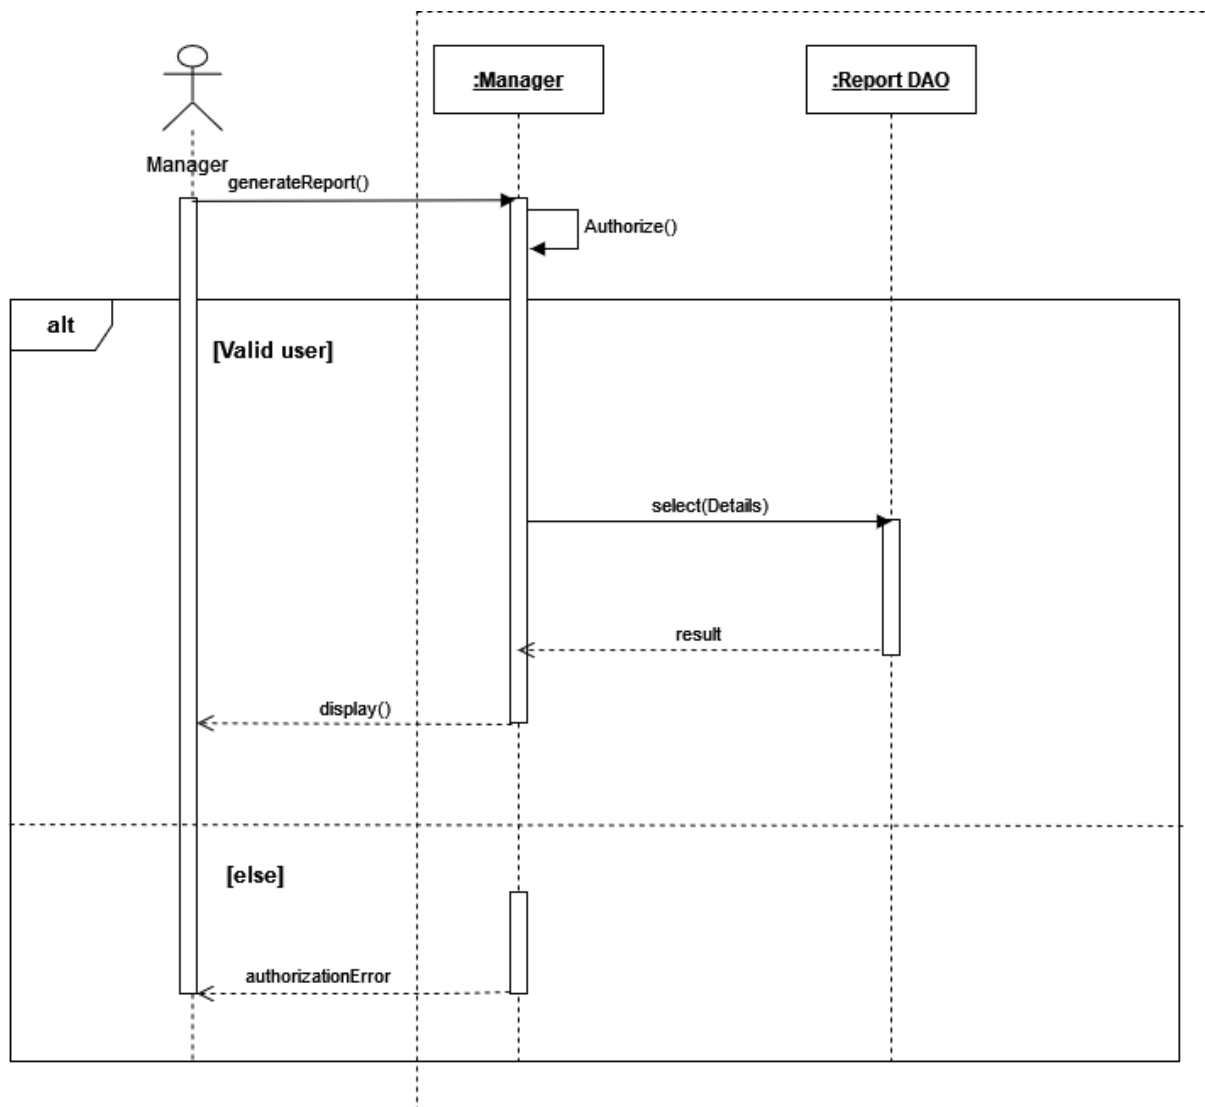 :Manager
:Report DAO
Manager
generateReport()
Authorize()
alt
[Valid user]
select(Details)
result
display()
[else]
authorizationError